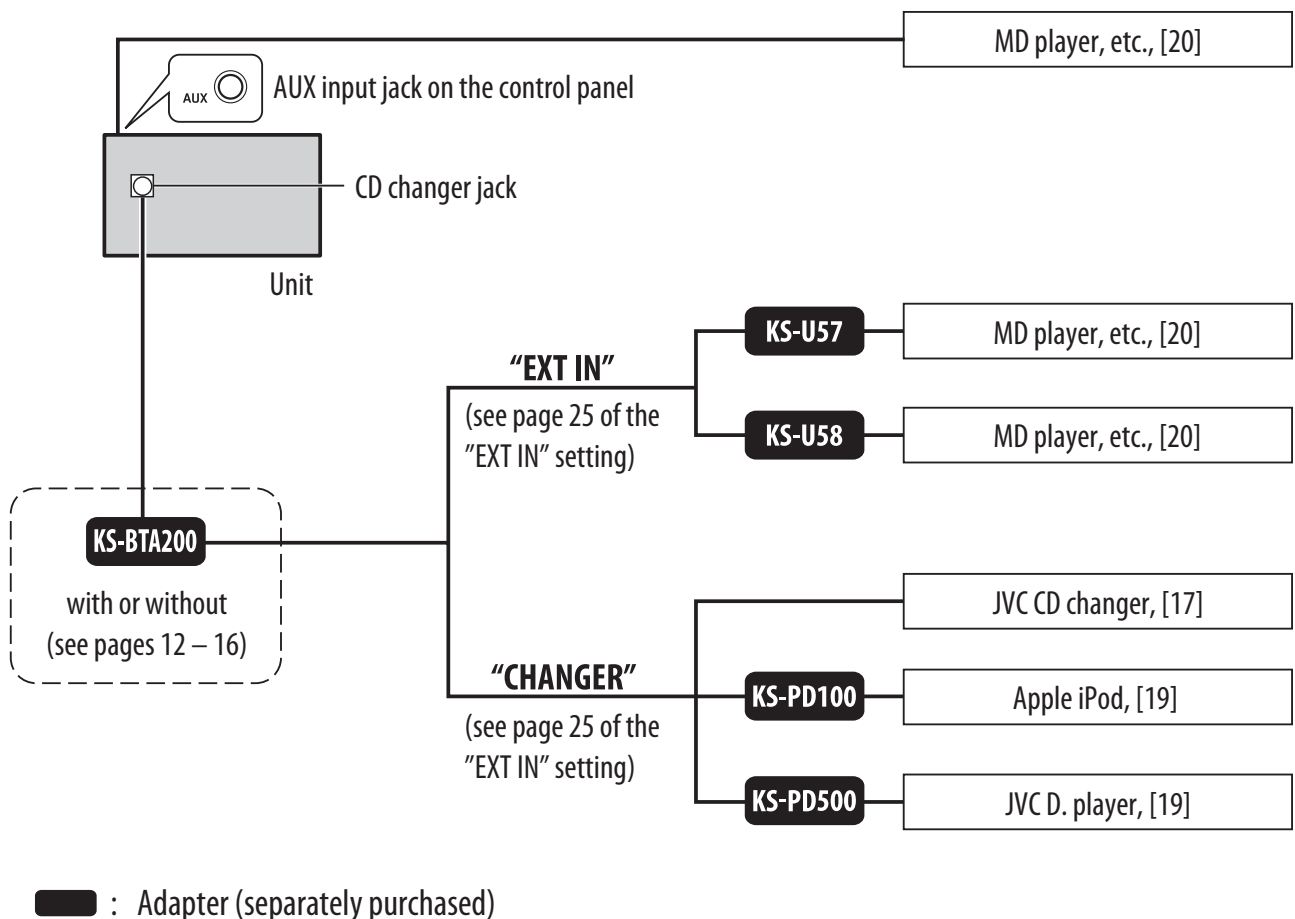 MD player, etc., [20]
AUX
AUX input jack on the control panel
CD changer jack
Unit
KS-U57
MD player, etc., [20]
“EXT IN”
(see page 25 of the
”EXT IN” setting)
KS-U58
MD player, etc., [20]
KS-BTA200
with or without
(see pages 12 – 16)
JVC CD changer, [17]
“CHANGER”
(see page 25 of the
”EXT IN” setting)
KS-PD100
Apple iPod, [19]
KS-PD500
JVC D. player, [19]
: Adapter (separately purchased)